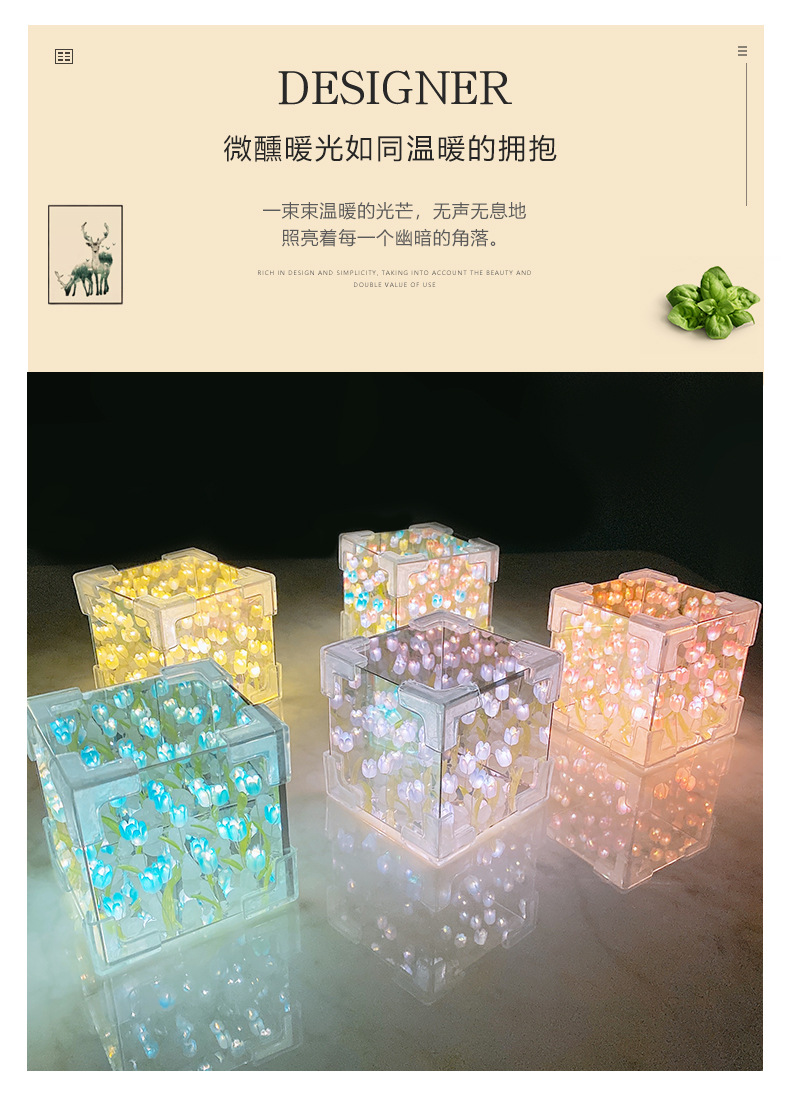 DESIGNER
微醺暖光如同温暖的拥抱
一束束温暖的光芒，无声无息地
照亮着每一个幽暗的角落。
RICH IN DESIGN AND SIMPLICITY, TAKING INTO ACCOUNT THE BEAUTY AND
DOUBLE VALUE OF USE